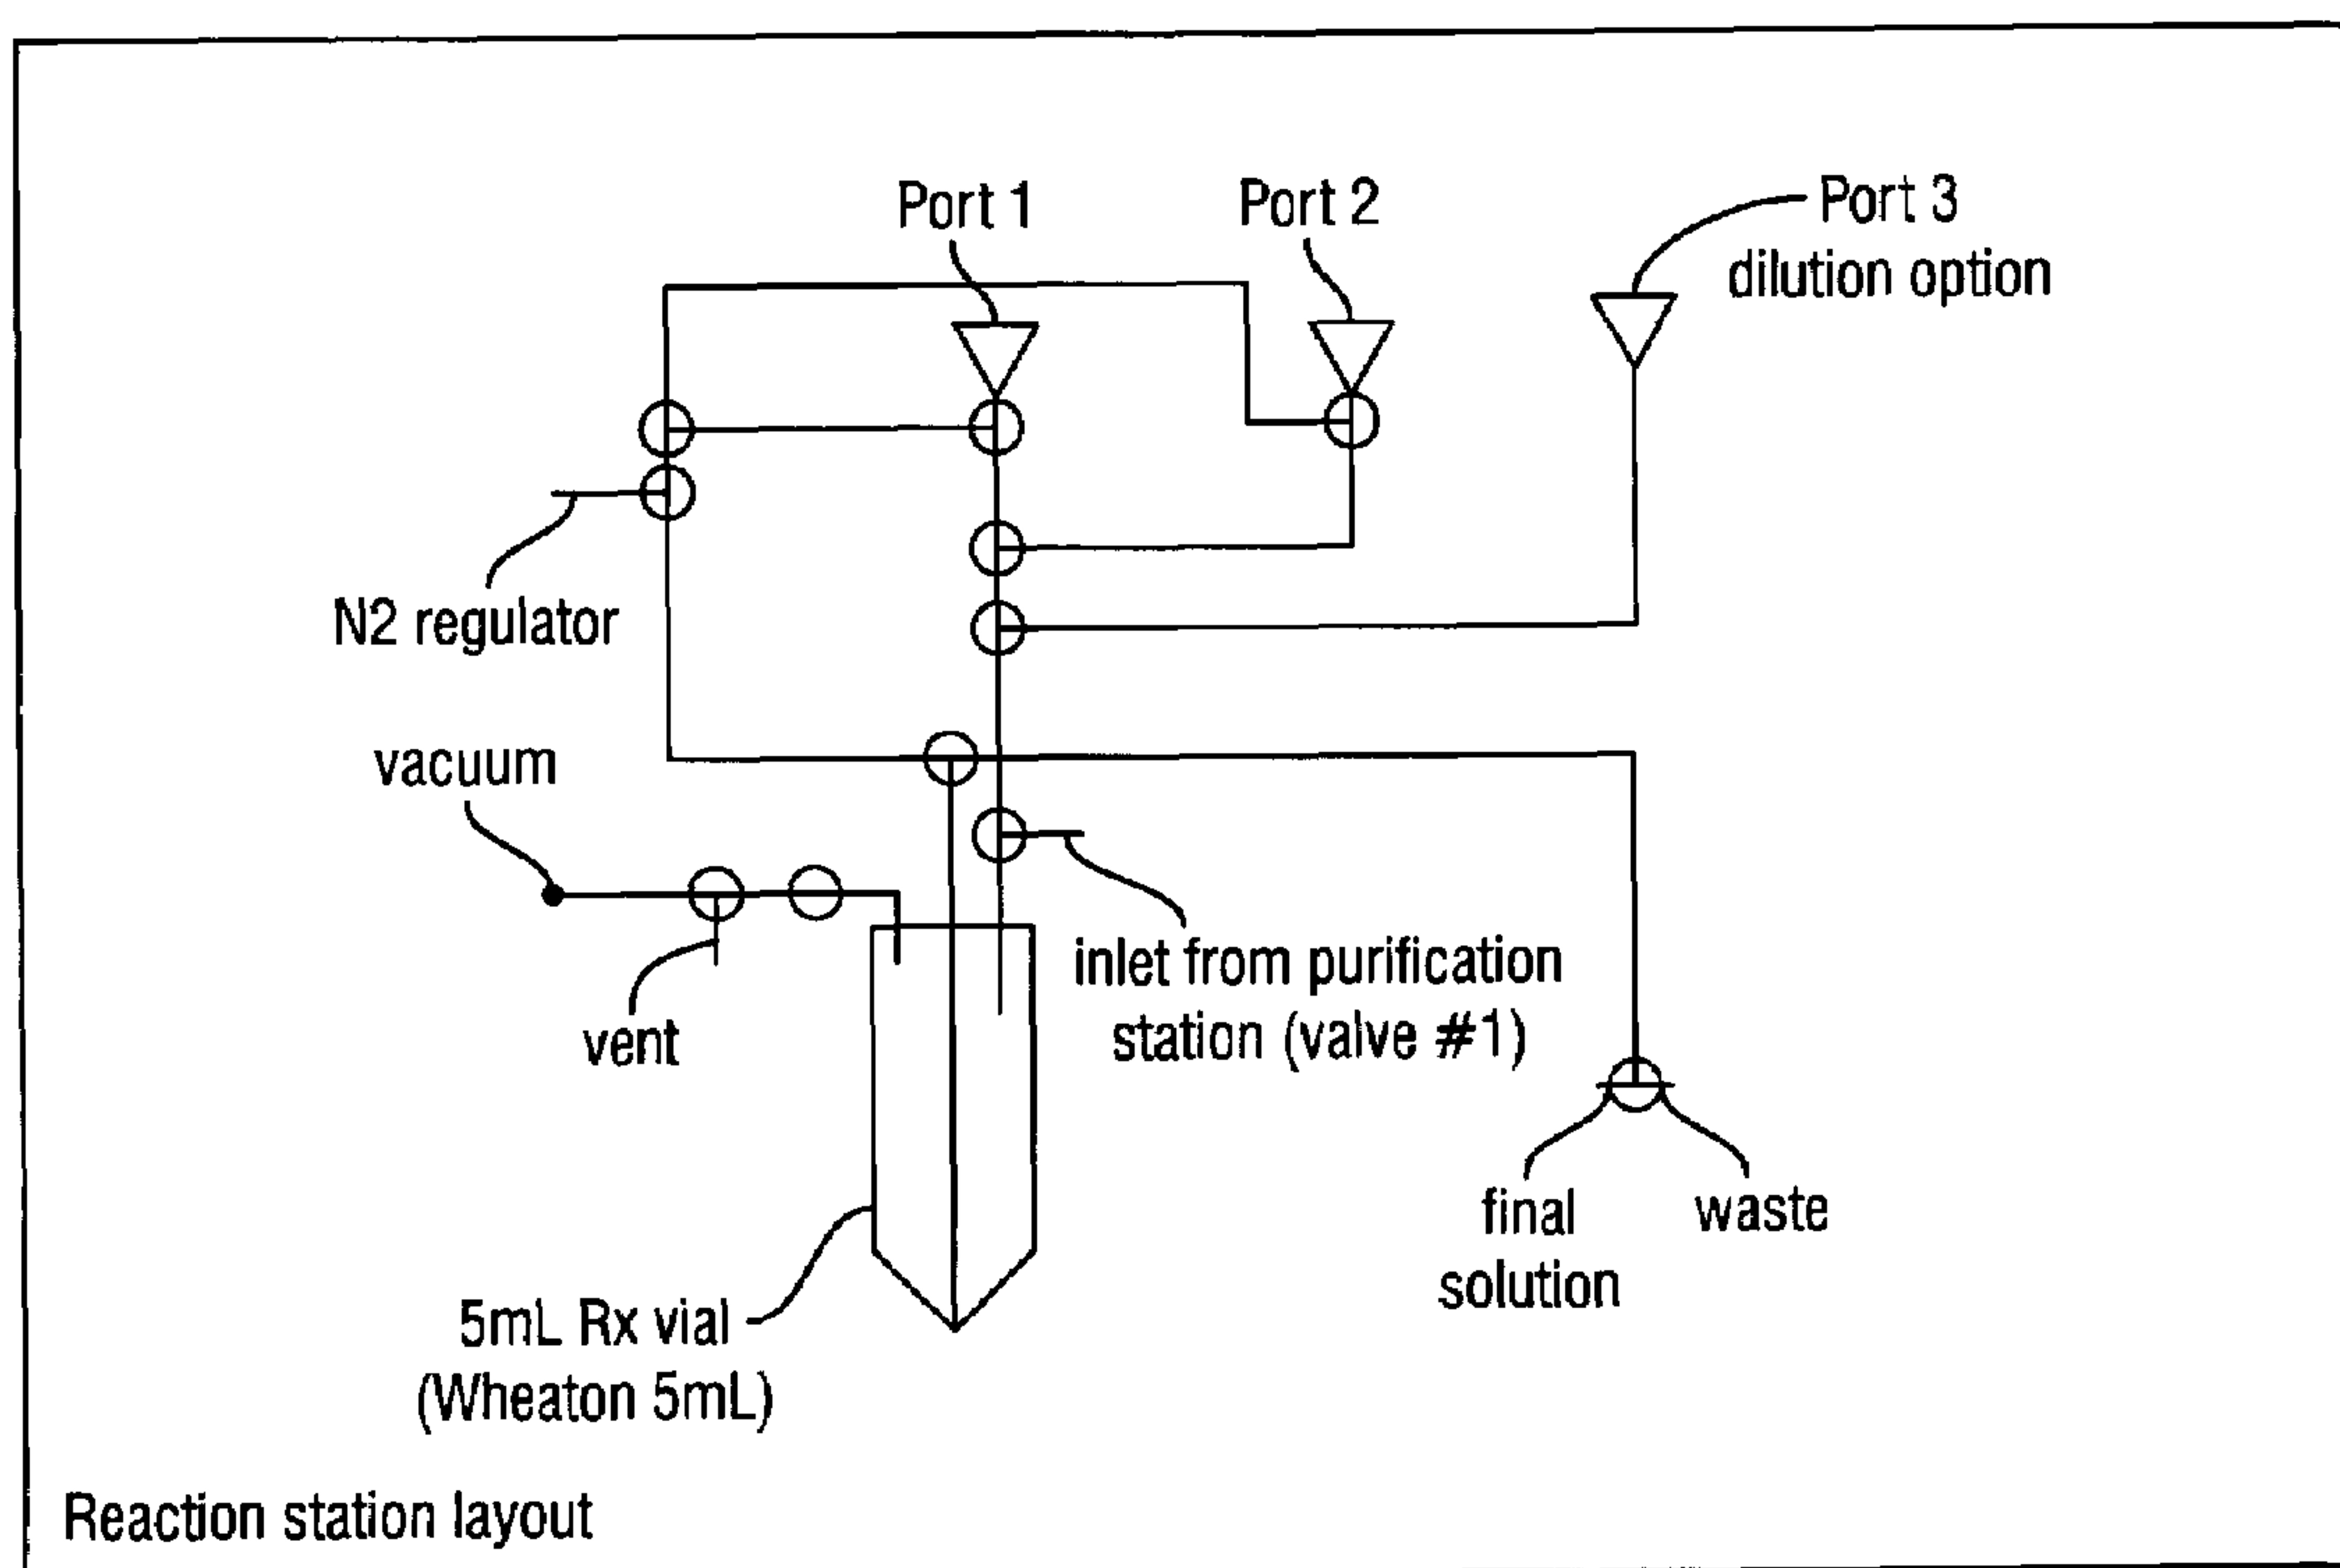 Port 1
Port 2
Port 3
dilution option
N2 regulator
vacuum
vent
inlet from purification
station (valve #1)
5mL Rx vial
(Wheaton 5mL)
final
solution
waste
Reaction station layout